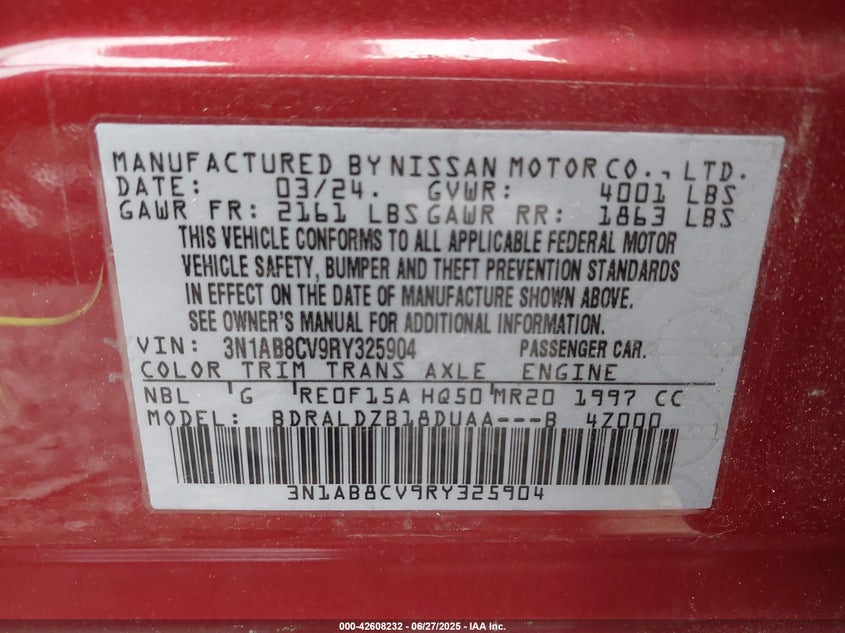 MANUFACTURED BY NISSAN MOTOR CO., LTD.
DATE: 03/24. GVWR: 4001 LBS
GAWR FR: 2161 LBS GAWR RR: 1863 LBS
THIS VEHICLE CONFORMS TO ALL APPLICABLE FEDERAL MOTOR
VEHICLE SAFETY, BUMPER AND THEFT PREVENTION STANDARDS
IN EFFECT ON THE DATE OF MANUFACTURE SHOWN ABOVE.
SEE OWNER'S MANUAL FOR ADDITIONAL INFORMATION.
VIN: 3N1AB8CV9RY325904 PASSENGER CAR.
COLOR TRIM TRANS AXLE ENGINE
NBL G RE0F15A HQ50 MR20 1997 CC
MODEL: BDRALDZB18DUAA---B 4Z000
3N1AB8CV9RY325904
000-42608232 - 06/27/2025 - IAA Inc.